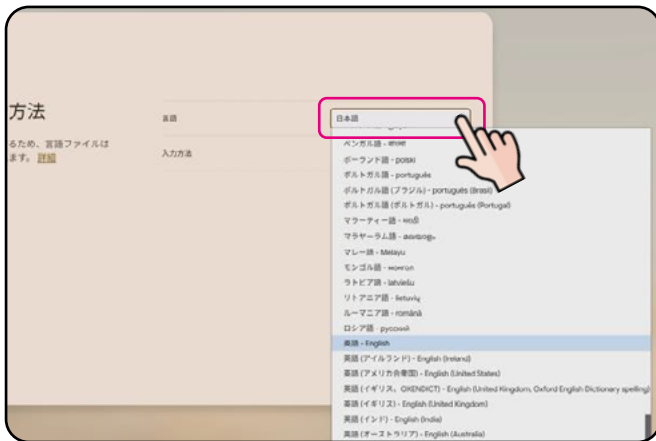 方法
るため、言語ファイルは
ます。 詳細
言語
入力方法
日本語
ベンガル語 - বাংলা
ポーランド語 - polski
ポルトガル語 - português
ポルトガル語 (ブラジル) - português (Brasil)
ポルトガル語 (ポルトガル) - português (Portugal)
マラーティー語 - मराठी
マラヤーラム語 - മലയാളം
マレー語 - Melayu
モンゴル語 - монгол
ラトビア語 - latviešu
リトアニア語 - lietuvių
ルーマニア語 - română
ロシア語 - русский
英語 - English
英語 (アイルランド) - English (Ireland)
英語 (アメリカ合衆国) - English (United States)
英語 (イギリス、OXENDICT) - English (United Kingdom, Oxford English Dictionary spelling)
英語 (イギリス) - English (United Kingdom)
英語 (インド) - English (India)
英語 (オーストラリア) - English (Australia)